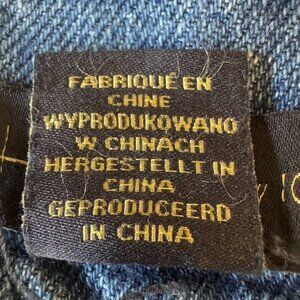 FABRIQUÉ EN
CHINE
WYPRODUKOWANO
W CHINACH
HERGESTELLT IN
CHINA
GEPRODUCEERD
IN CHINA